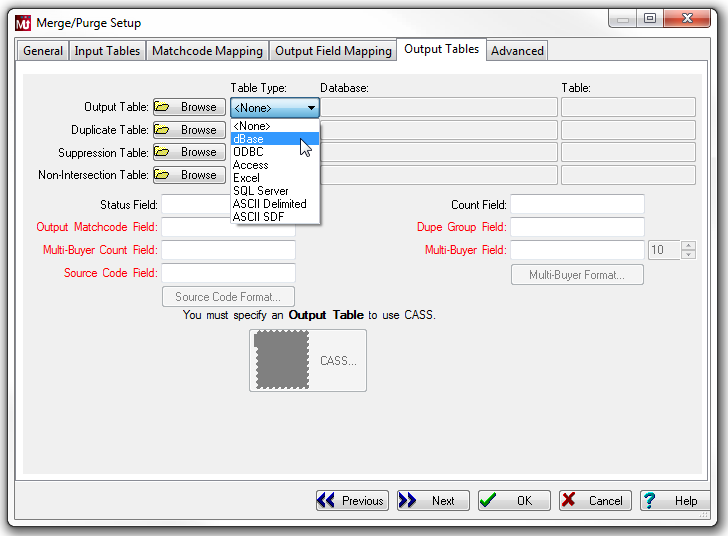 Mu Merge/Purge Setup
General Input Tables Matchcode Mapping Output Field Mapping Output Tables Advanced
Table Type: Database: Table:
Output Table: Browse <None>
<None>
Duplicate Table: Browse
dBase
Suppression Table: Browse
ODBC
Access
Non-Intersection Table: Browse
Excel
SQL Server
ASCII Delimited
ASCII SDF
Status Field: Count Field:
Output Matchcode Field: Dupe Group Field:
Multi-Buyer Count Field: Multi-Buyer Field: 10
Source Code Field: Multi-Buyer Format...
Source Code Format...
You must specify an Output Table to use CASS.
CASS...
Previous Next OK Cancel Help